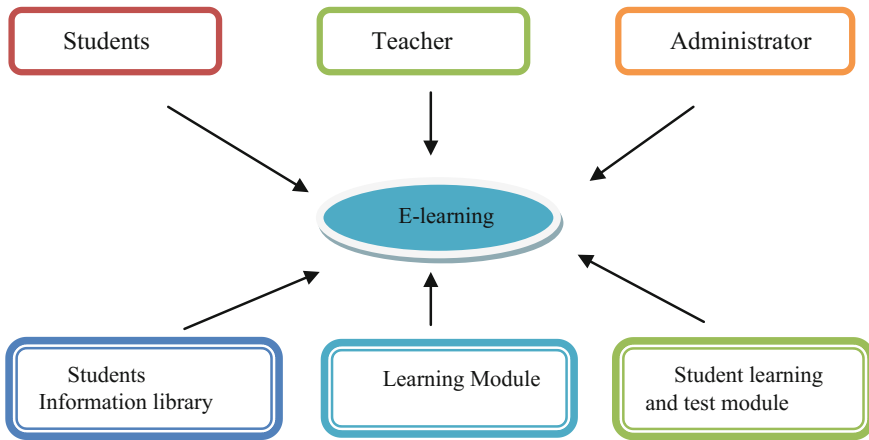 Students
Teacher
Administrator
E-learning
Students
Information library
Learning Module
Student learning
and test module